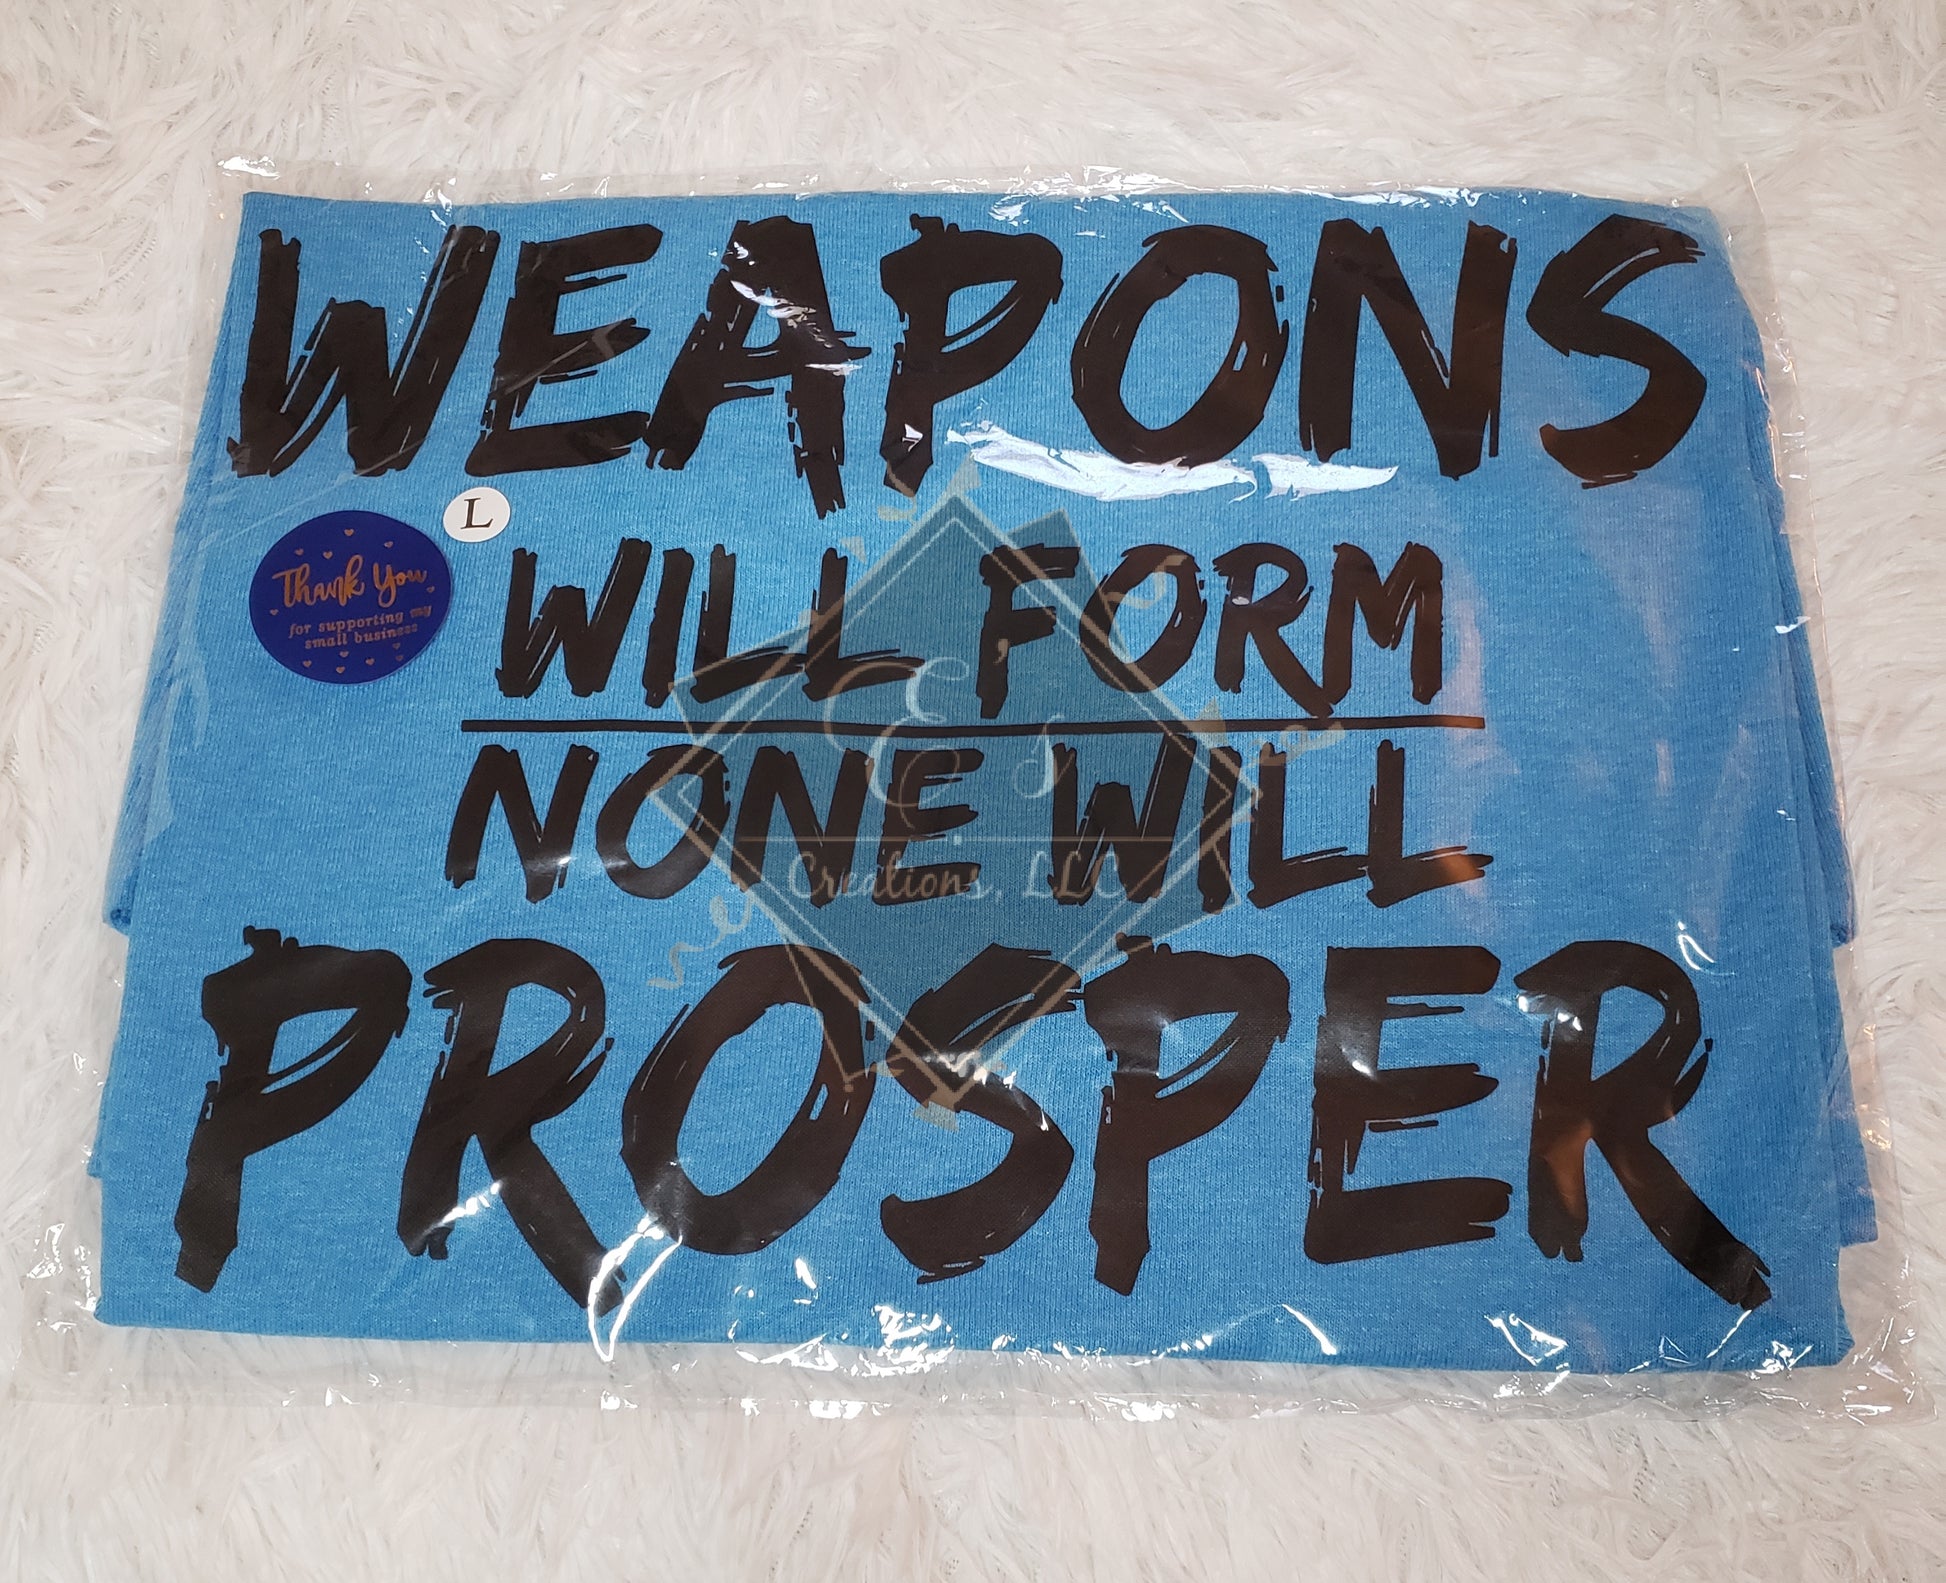 WEAPONS
L
Thank You
for supporting my
small business
WILL FORM
NONE WILL
PROSPER
E's
Creations, LLC